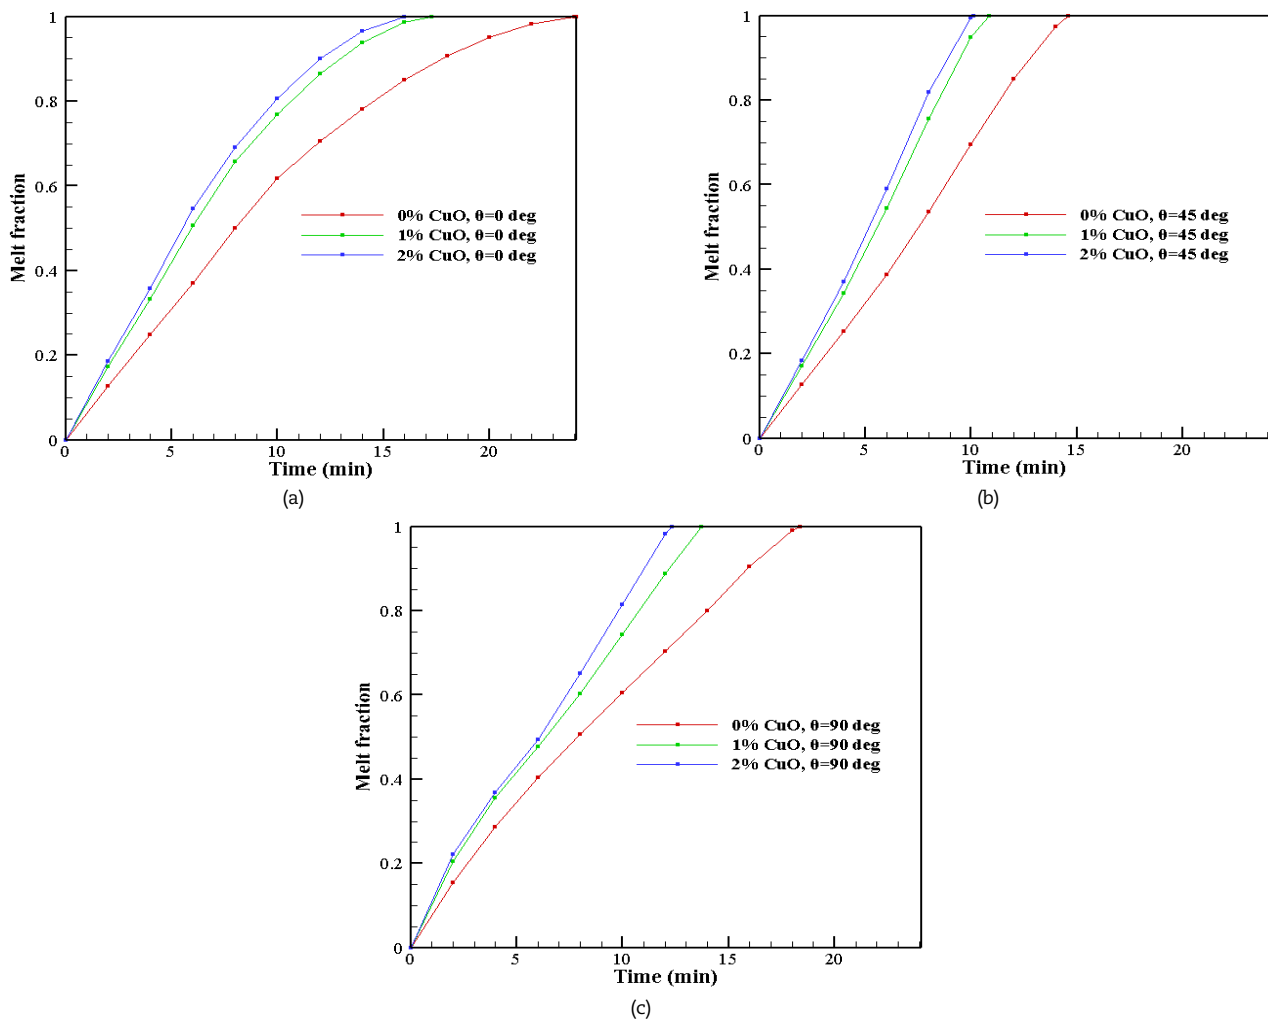 1
0.8
0.6
0.4
0.2
0
Melt fraction
0% CuO, θ=0 deg
1% CuO, θ=0 deg
2% CuO, θ=0 deg
0 5 10 15 20
Time (min)
(a)
1
0.8
0.6
0.4
0.2
0
Melt fraction
0% CuO, θ=45 deg
1% CuO, θ=45 deg
2% CuO, θ=45 deg
0 5 10 15 20
Time (min)
(b)
1
0.8
0.6
0.4
0.2
0
Melt fraction
0% CuO, θ=90 deg
1% CuO, θ=90 deg
2% CuO, θ=90 deg
0 5 10 15 20
Time (min)
(c)